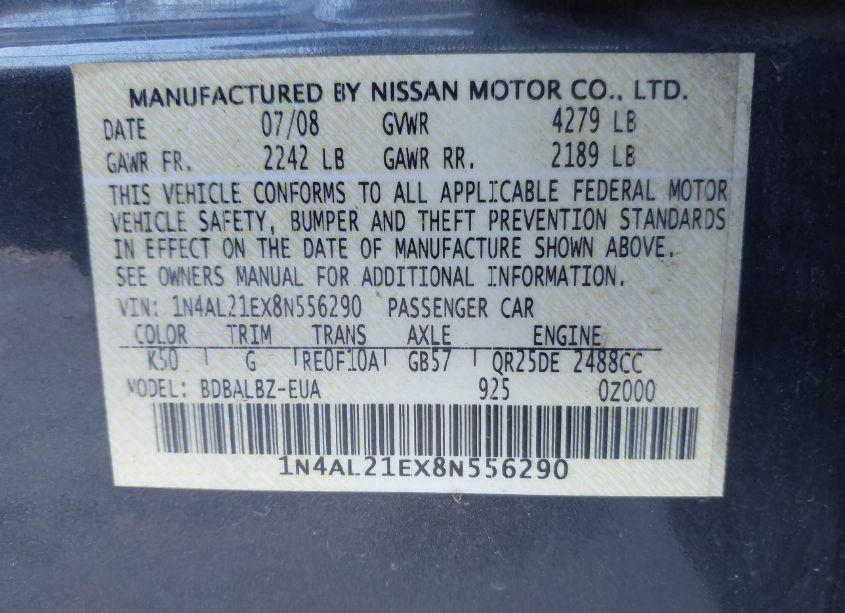 MANUFACTURED BY NISSAN MOTOR CO., LTD.
DATE 07/08 GVWR 4279 LB
GAWR FR. 2242 LB GAWR RR. 2189 LB
THIS VEHICLE CONFORMS TO ALL APPLICABLE FEDERAL MOTOR
VEHICLE SAFETY, BUMPER AND THEFT PREVENTION STANDARDS
IN EFFECT ON THE DATE OF MANUFACTURE SHOWN ABOVE.
SEE OWNERS MANUAL FOR ADDITIONAL INFORMATION.
VIN: 1N4AL21EX8N556290 PASSENGER CAR
COLOR TRIM TRANS AXLE ENGINE
K50 G RE0F10A GB57 QR25DE 2488CC
MODEL: BDBALBZ-EUA 925 0Z000
1N4AL21EX8N556290